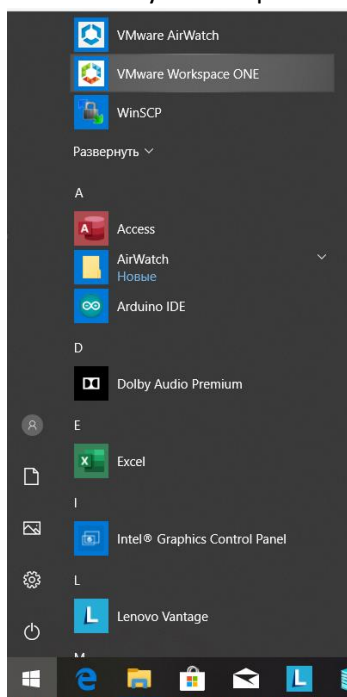 VMware AirWatch
VMware Workspace ONE
WinSCP
Развернуть
A
Access
AirWatch
Новые
Arduino IDE
D
Dolby Audio Premium
E
Excel
I
Intel® Graphics Control Panel
L
Lenovo Vantage